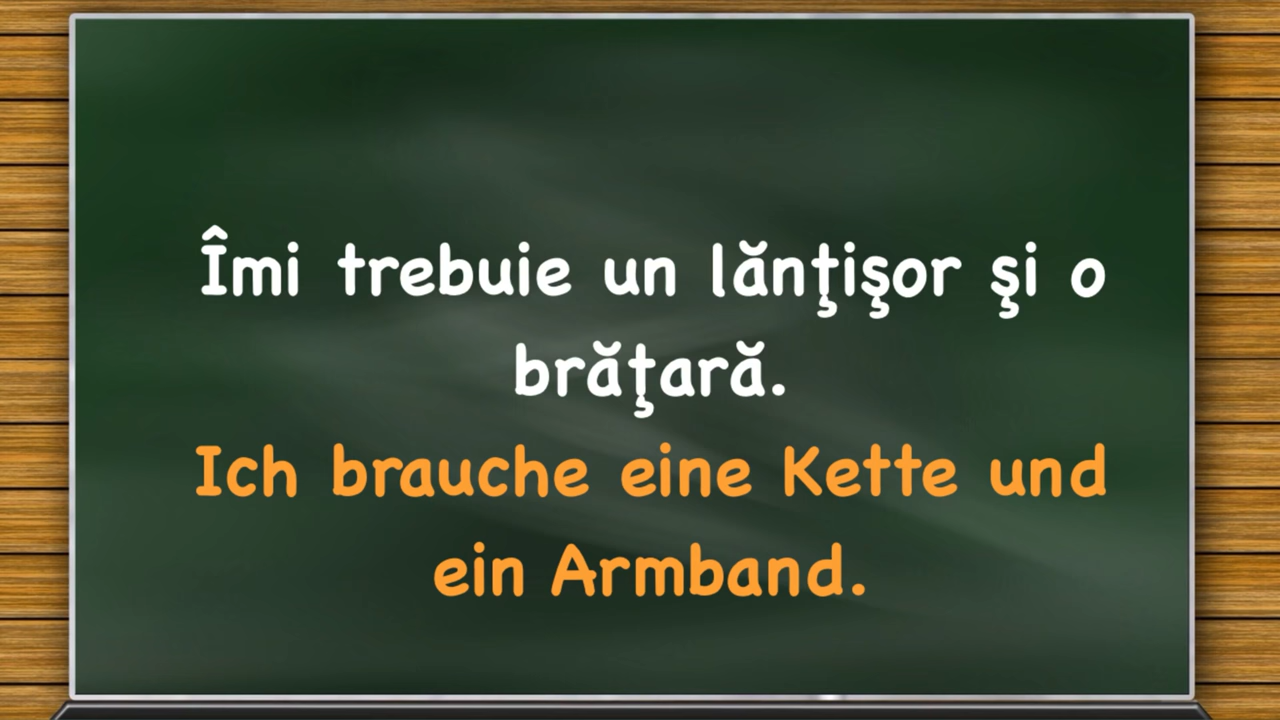 Îmi trebuie un lănţişor şi o
brăţară.
Ich brauche eine Kette und
ein Armband.